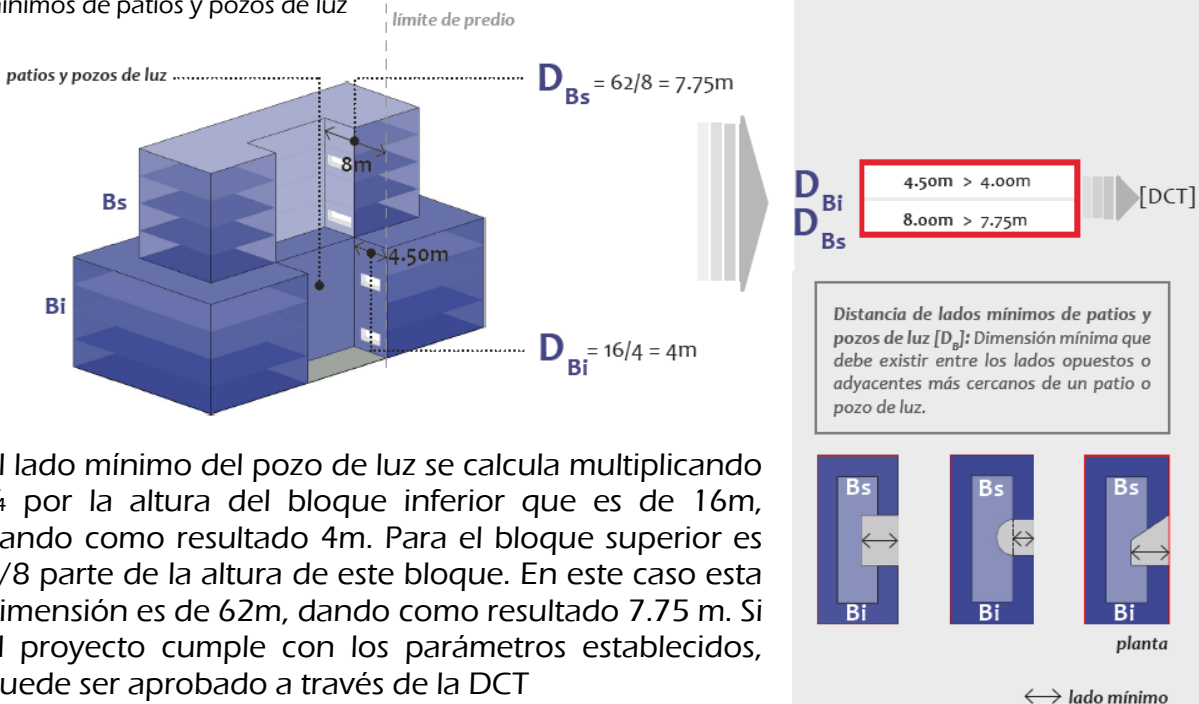 mínimos de patios y pozos de luz
límite de predio
patios y pozos de luz
D Bs = 62/8 = 7.75m
8m
Bs
4.50m
Bi
D Bi = 16/4 = 4m
l lado mínimo del pozo de luz se calcula multiplicando
¼ por la altura del bloque inferior que es de 16m,
ando como resultado 4m. Para el bloque superior es
/8 parte de la altura de este bloque. En este caso esta
imensión es de 62m, dando como resultado 7.75 m. Si
l proyecto cumple con los parámetros establecidos,
uede ser aprobado a través de la DCT
D Bi 4.50m > 4.00m
D Bs 8.00m > 7.75m
[DCT]
Distancia de lados mínimos de patios y
pozos de luz [D B]: Dimensión mínima que
debe existir entre los lados opuestos o
adyacentes más cercanos de un patio o
pozo de luz.
Bs Bs Bs
Bi Bi Bi
planta
lado mínimo